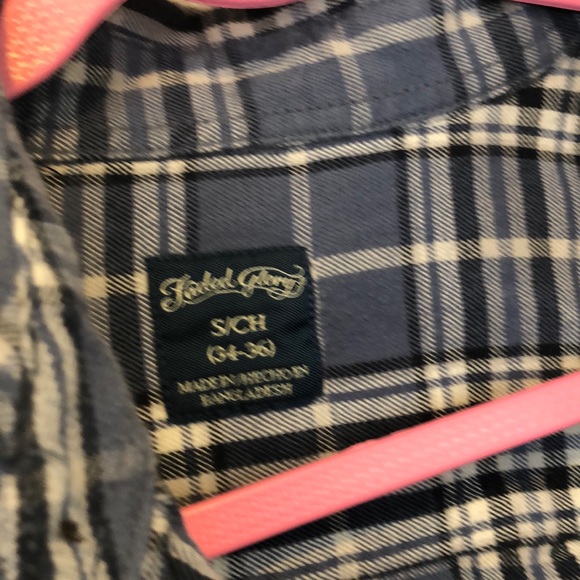 Faded Glory
S/CH
(34-36)
MADE IN/HECHO EN
BANGLADESH